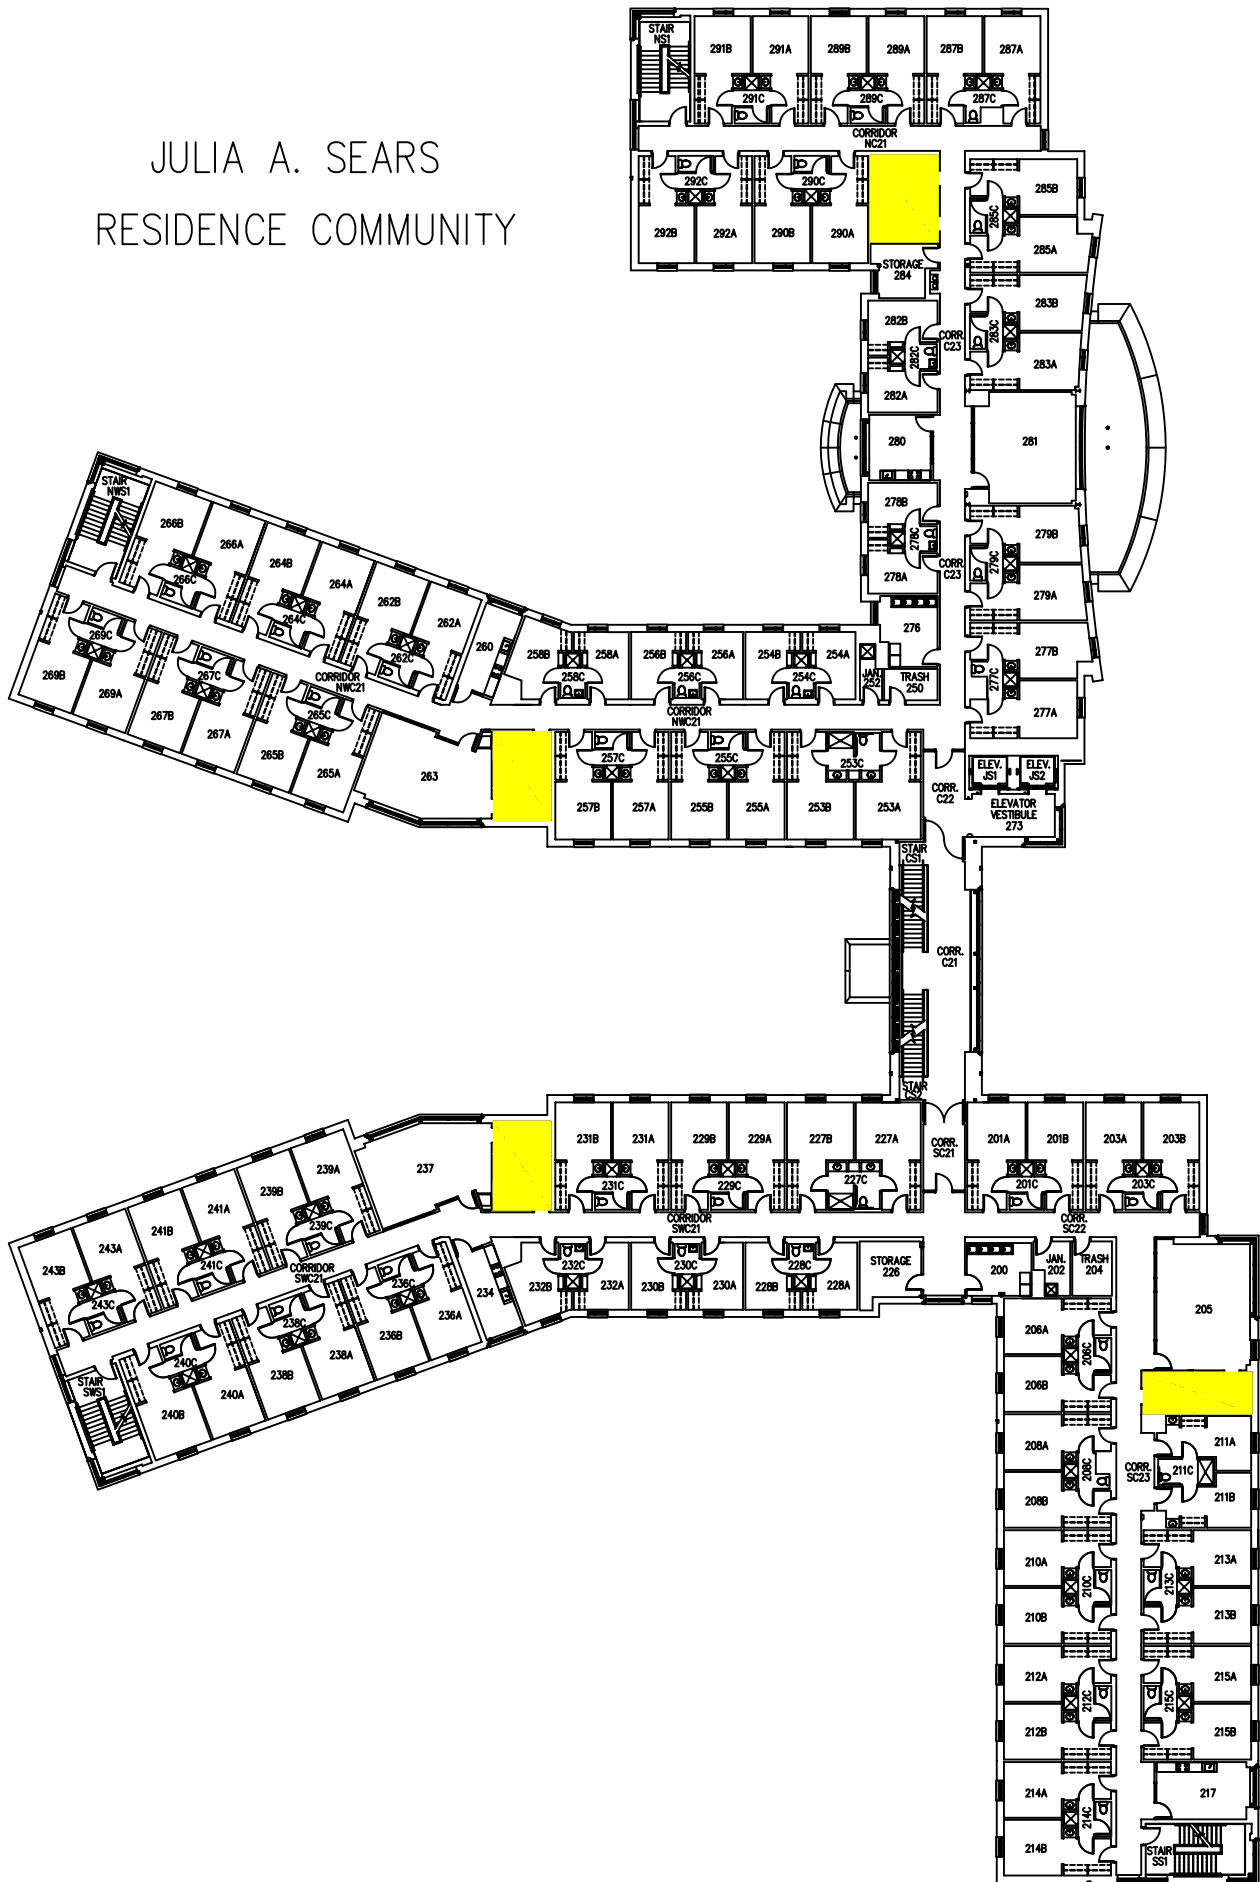 JULIA A. SEARS
RESIDENCE COMMUNITY
STAIR
NS1
291B
291A
289B
289A
287B
287A
291C
289C
287C
CORRIDOR
NC21
292C
290C
292B
292A
290B
290A
STORAGE
284
285B
285C
285A
283B
283C
283A
282B
282C
282A
CORR.
C23
280
281
278B
278C
278A
CORR.
C23
279B
279C
279A
277B
277C
277A
276
TRASH
250
JAN.
252
STAIR
NWS1
266B
266A
264B
264A
262B
262A
260
266C
264C
262C
269C
267C
265C
269B
269A
267B
267A
265B
265A
CORRIDOR
NWC21
263
258B
258A
256B
256A
254B
254A
258C
256C
254C
CORRIDOR
NWC21
257C
255C
253C
257B
257A
255B
255A
253B
253A
CORR.
C22
ELEV.
JS1
ELEV.
JS2
ELEVATOR
VESTIBULE
273
STAIR
CS1
CORR.
C21
STAIR
CS2
231B
231A
229B
229A
227B
227A
231C
229C
227C
CORR.
SC21
201A
201B
203A
203B
201C
203C
CORR.
SC22
CORRIDOR
SWC21
237
239A
239B
241A
241B
243A
243B
239C
241C
243C
CORRIDOR
SWC21
236C
238C
240C
236A
236B
238A
238B
240A
240B
STAIR
SWS1
234
232B
232C
232A
230B
230C
230A
228B
228C
228A
STORAGE
226
200
JAN.
202
TRASH
204
205
206A
206C
206B
208A
208C
208B
CORR.
SC23
211A
211C
211B
210A
210C
210B
213A
213C
213B
212A
212C
212B
215A
215C
215B
214A
214C
214B
217
STAIR
SS1